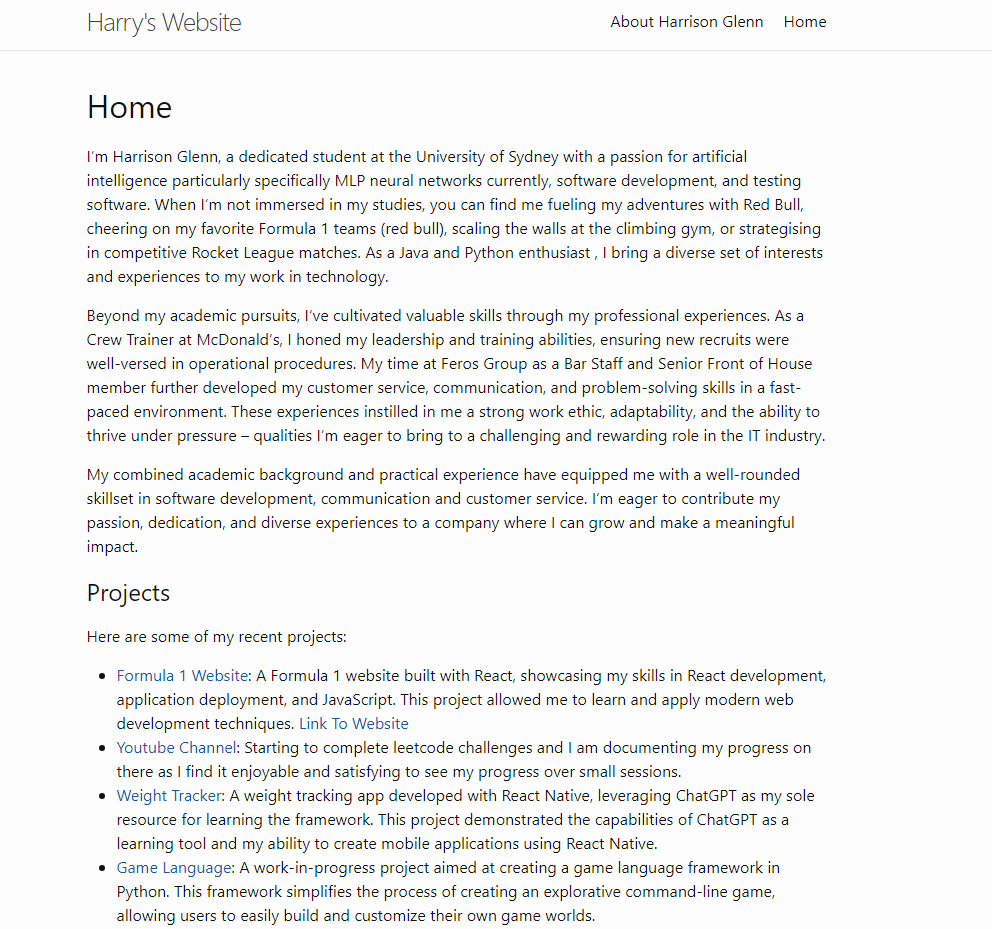 Harry's Website
About Harrison Glenn Home
Home
I'm Harrison Glenn, a dedicated student at the University of Sydney with a passion for artificial
intelligence particularly specifically MLP neural networks currently, software development, and testing
software. When I'm not immersed in my studies, you can find me fueling my adventures with Red Bull,
cheering on my favorite Formula 1 teams (red bull), scaling the walls at the climbing gym, or strategising
in competitive Rocket League matches. As a Java and Python enthusiast , I bring a diverse set of interests
and experiences to my work in technology.
Beyond my academic pursuits, I've cultivated valuable skills through my professional experiences. As a
Crew Trainer at McDonald's, I honed my leadership and training abilities, ensuring new recruits were
well-versed in operational procedures. My time at Feros Group as a Bar Staff and Senior Front of House
member further developed my customer service, communication, and problem-solving skills in a fast-
paced environment. These experiences instilled in me a strong work ethic, adaptability, and the ability to
thrive under pressure – qualities I'm eager to bring to a challenging and rewarding role in the IT industry.
My combined academic background and practical experience have equipped me with a well-rounded
skillset in software development, communication and customer service. I'm eager to contribute my
passion, dedication, and diverse experiences to a company where I can grow and make a meaningful
impact.
Projects
Here are some of my recent projects:
• Formula 1 Website: A Formula 1 website built with React, showcasing my skills in React development,
application deployment, and JavaScript. This project allowed me to learn and apply modern web
development techniques. Link To Website
• Youtube Channel: Starting to complete leetcode challenges and I am documenting my progress on
there as I find it enjoyable and satisfying to see my progress over small sessions.
• Weight Tracker: A weight tracking app developed with React Native, leveraging ChatGPT as my sole
resource for learning the framework. This project demonstrated the capabilities of ChatGPT as a
learning tool and my ability to create mobile applications using React Native.
• Game Language: A work-in-progress project aimed at creating a game language framework in
Python. This framework simplifies the process of creating an explorative command-line game,
allowing users to easily build and customize their own game worlds.